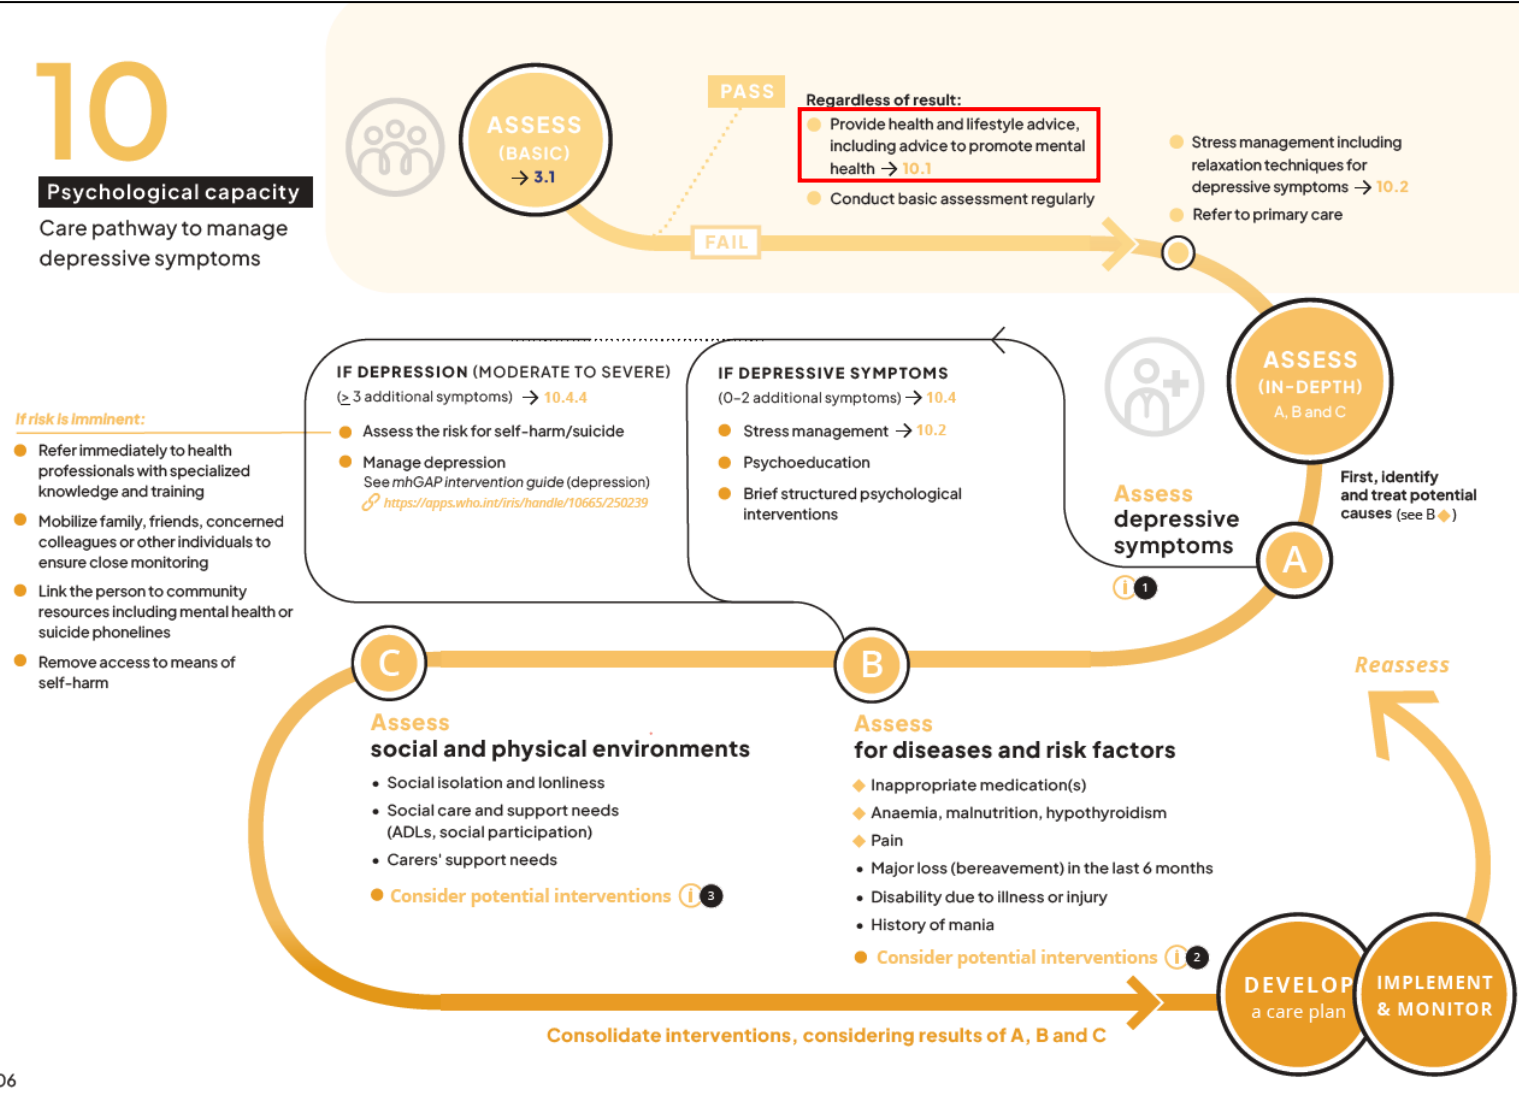 10
Psychological capacity
Care pathway to manage
depressive symptoms
ASSESS
(BASIC)
→ 3.1
PASS
FAIL
Regardless of result:
Provide health and lifestyle advice,
including advice to promote mental
health → 10.1
Conduct basic assessment regularly
Stress management including
relaxation techniques for
depressive symptoms → 10.2
Refer to primary care
ASSESS
(IN-DEPTH)
A, B and C
First, identify
and treat potential
causes (see B ◆)
A
Assess
depressive
symptoms
i 1
IF DEPRESSIVE SYMPTOMS
(0-2 additional symptoms) → 10.4
Stress management → 10.2
Psychoeducation
Brief structured psychological
interventions
IF DEPRESSION (MODERATE TO SEVERE)
(≥ 3 additional symptoms) → 10.4.4
Assess the risk for self-harm/suicide
Manage depression
See mhGAP intervention guide (depression)
https://apps.who.int/iris/handle/10665/250239
If risk is imminent:
Refer immediately to health
professionals with specialized
knowledge and training
Mobilize family, friends, concerned
colleagues or other individuals to
ensure close monitoring
Link the person to community
resources including mental health or
suicide phonelines
Remove access to means of
self-harm
B
Assess
for diseases and risk factors
◆ Inappropriate medication(s)
◆ Anaemia, malnutrition, hypothyroidism
◆ Pain
• Major loss (bereavement) in the last 6 months
• Disability due to illness or injury
• History of mania
Consider potential interventions i 2
C
Assess
social and physical environments
• Social isolation and lonliness
• Social care and support needs
(ADLs, social participation)
• Carers' support needs
Consider potential interventions i 3
Consolidate interventions, considering results of A, B and C
DEVELOP
a care plan
IMPLEMENT
& MONITOR
Reassess
06